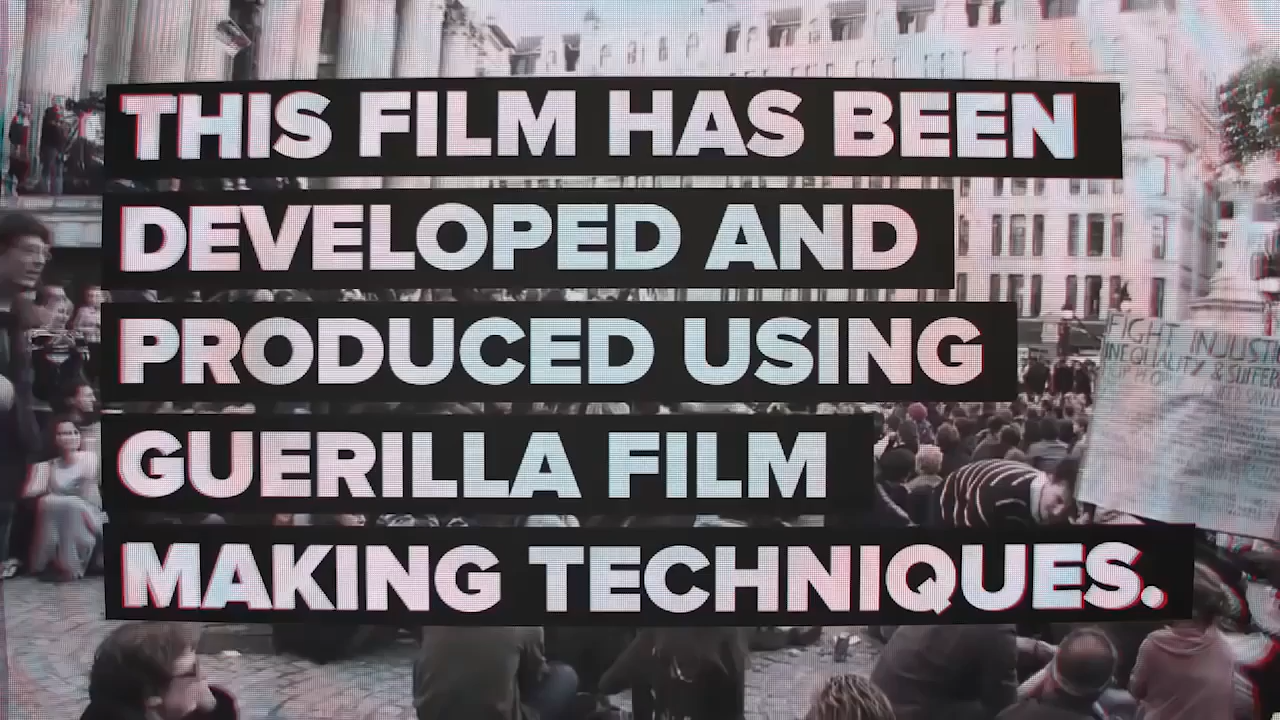 THIS FILM HAS BEEN
DEVELOPED AND
PRODUCED USING
GUERILLA FILM
MAKING TECHNIQUES.
FIGHT INJUSTI
INEQUALITY & SUFFER